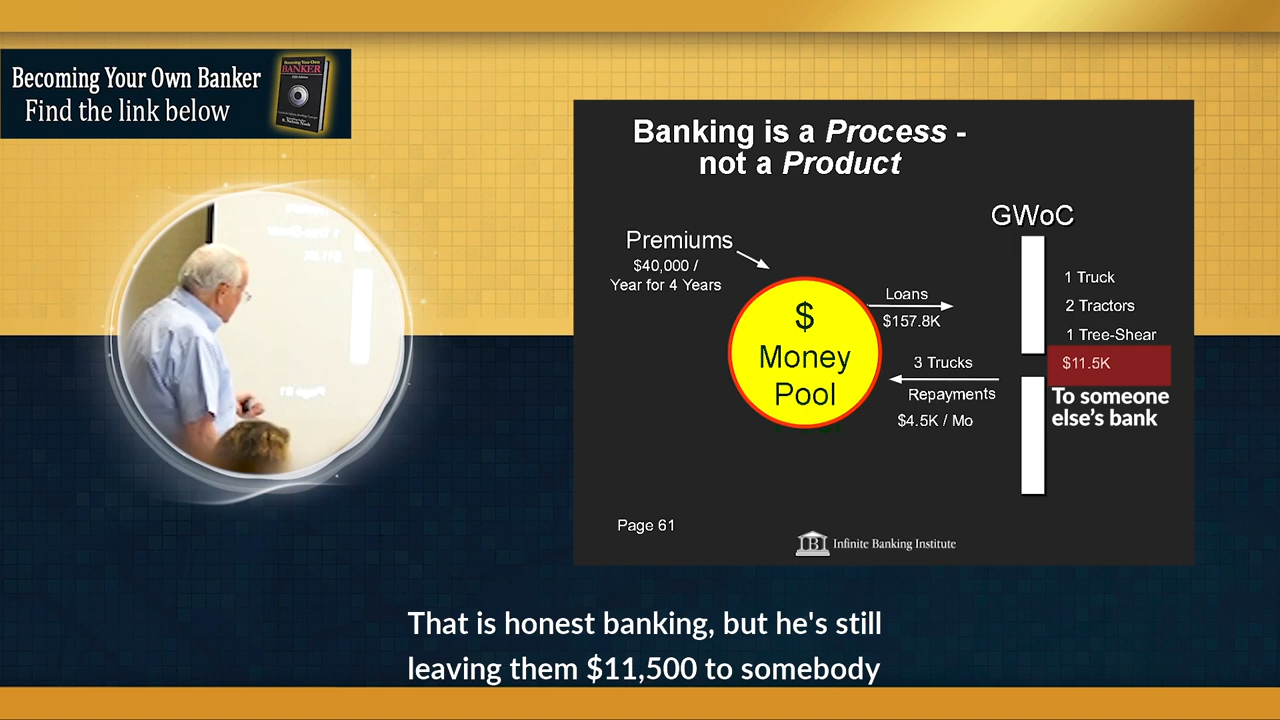 Becoming Your Own Banker
Find the link below
BANKER
Banking is a Process -
not a Product
GWoC
Premiums
$40,000 /
Year for 4 Years
$
Money
Pool
Loans
$157.8K
3 Trucks
Repayments
$4.5K / Mo
1 Truck
2 Tractors
1 Tree-Shear
$11.5K
To someone
else's bank
Page 61
IBI Infinite Banking Institute
That is honest banking, but he's still
leaving them $11,500 to somebody